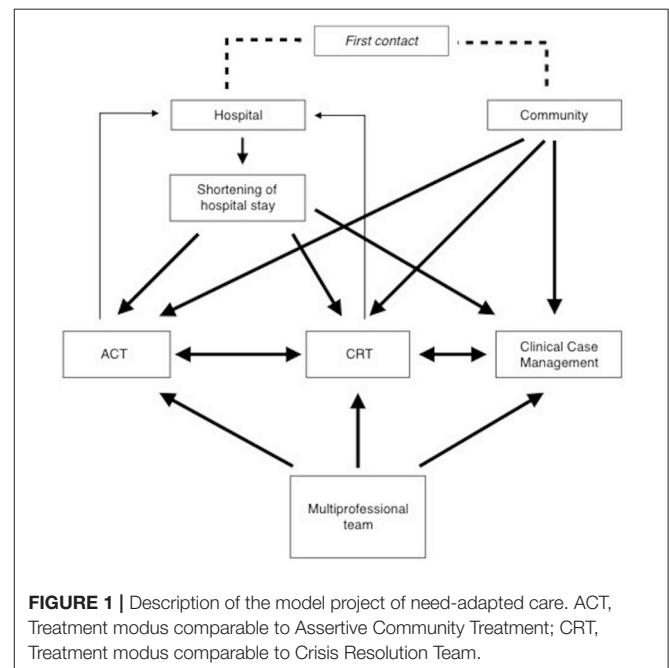 First contact
Hospital
Community
Shortening of
hospital stay
ACT
CRT
Clinical Case
Management
Multiprofessional
team
FIGURE 1 | Description of the model project of need-adapted care. ACT,
Treatment modus comparable to Assertive Community Treatment; CRT,
Treatment modus comparable to Crisis Resolution Team.